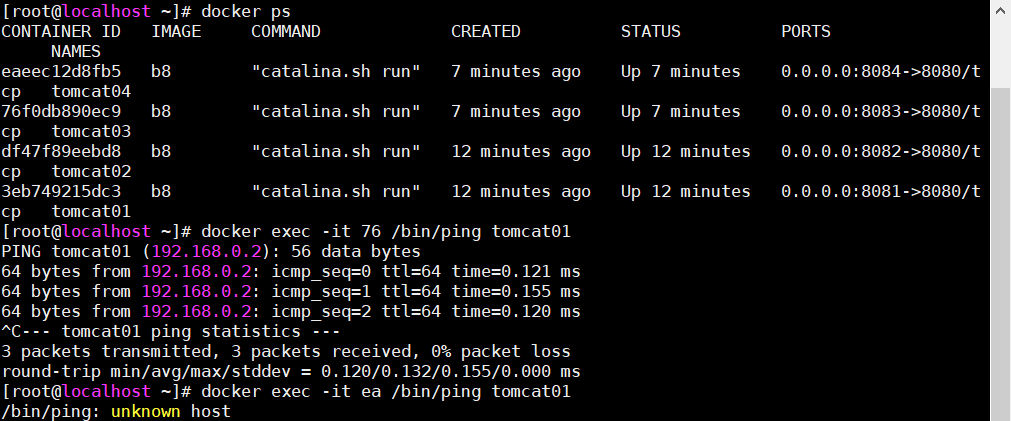 [root@localhost ~]# docker ps
CONTAINER ID   IMAGE     COMMAND             CREATED          STATUS          PORTS
     NAMES
eaeec12d8fb5   b8        "catalina.sh run"   7 minutes ago    Up 7 minutes    0.0.0.0:8084->8080/t
cp   tomcat04
76f0db890ec9   b8        "catalina.sh run"   7 minutes ago    Up 7 minutes    0.0.0.0:8083->8080/t
cp   tomcat03
df47f89eebd8   b8        "catalina.sh run"   12 minutes ago   Up 12 minutes   0.0.0.0:8082->8080/t
cp   tomcat02
3eb749215dc3   b8        "catalina.sh run"   12 minutes ago   Up 12 minutes   0.0.0.0:8081->8080/t
cp   tomcat01
[root@localhost ~]# docker exec -it 76 /bin/ping tomcat01
PING tomcat01 (192.168.0.2): 56 data bytes
64 bytes from 192.168.0.2: icmp_seq=0 ttl=64 time=0.121 ms
64 bytes from 192.168.0.2: icmp_seq=1 ttl=64 time=0.155 ms
64 bytes from 192.168.0.2: icmp_seq=2 ttl=64 time=0.120 ms
^C--- tomcat01 ping statistics ---
3 packets transmitted, 3 packets received, 0% packet loss
round-trip min/avg/max/stddev = 0.120/0.132/0.155/0.000 ms
[root@localhost ~]# docker exec -it ea /bin/ping tomcat01
/bin/ping: unknown host